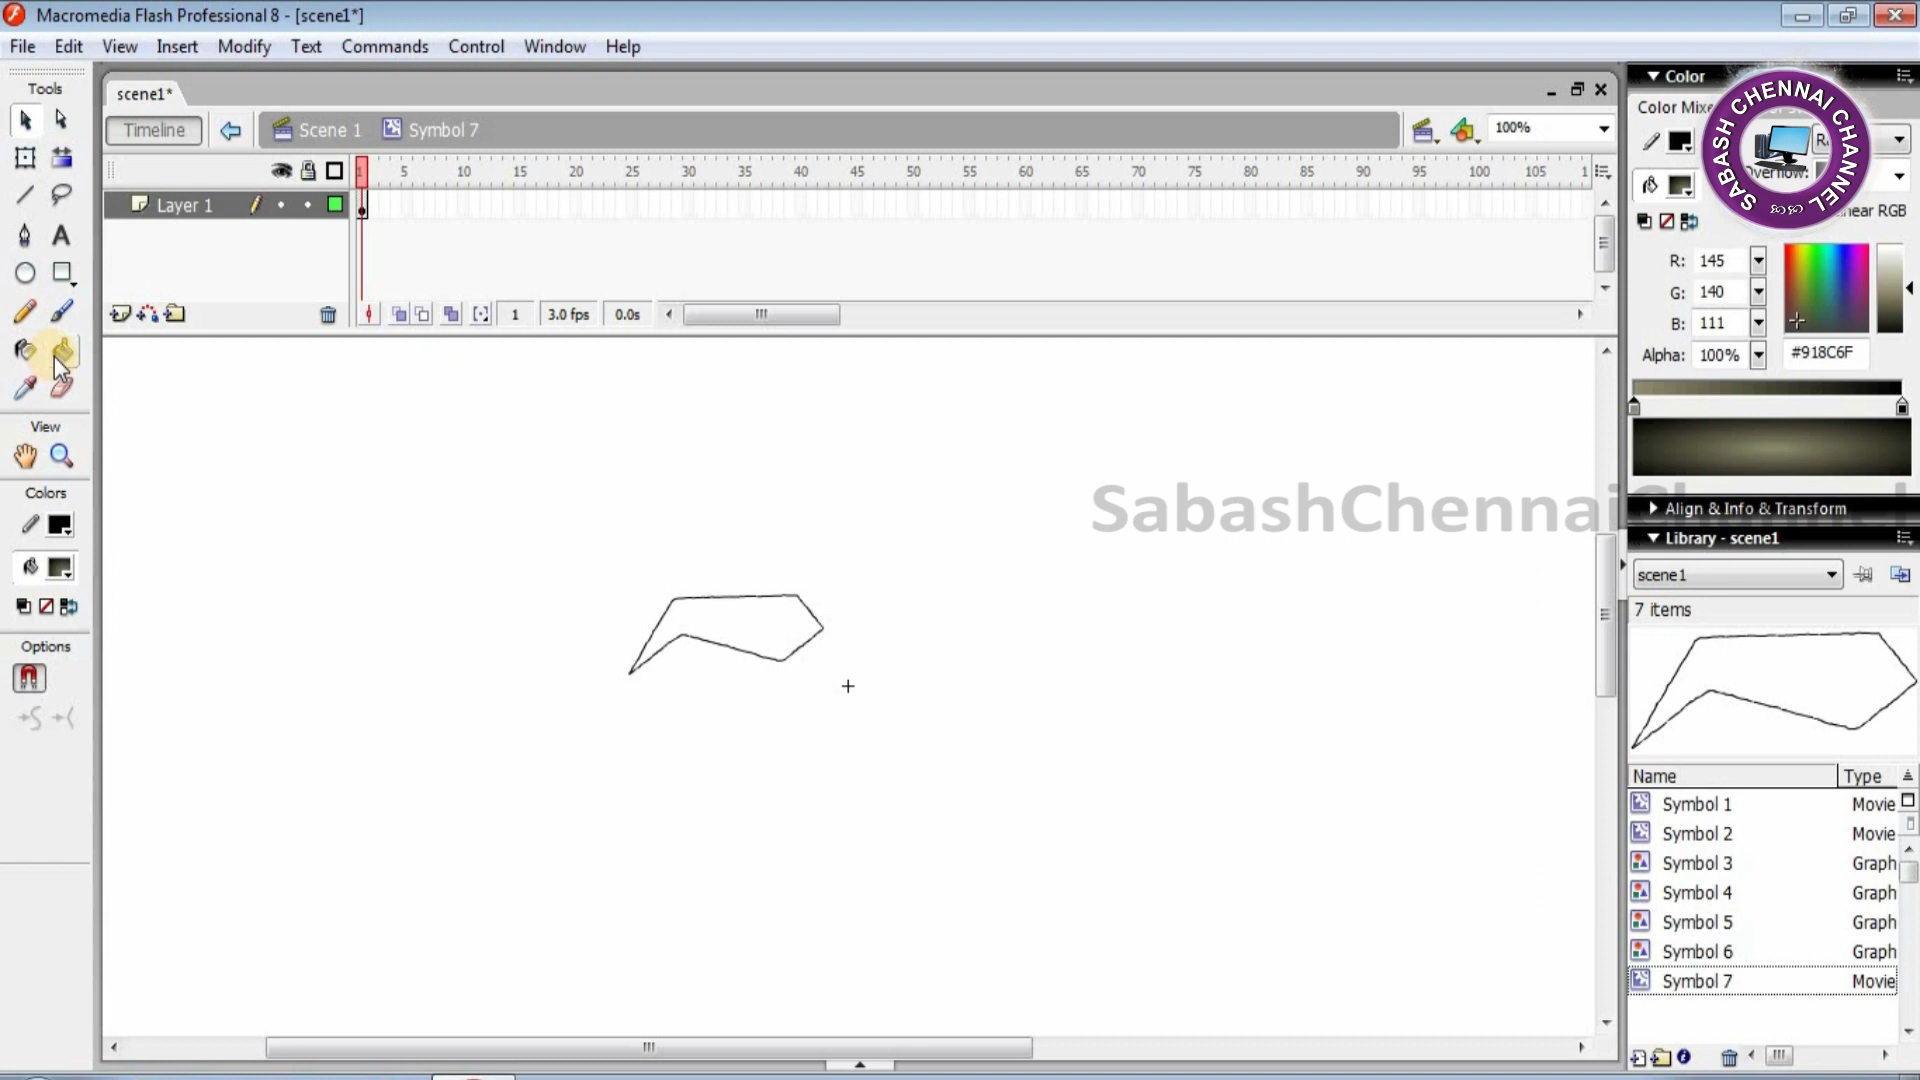 Macromedia Flash Professional 8 - [scene1*]
File Edit View Insert Modify Text Commands Control Window Help
Tools
View
Colors
Options
scene1*
Timeline Scene 1 Symbol 7 100%
1 5 10 15 20 25 30 35 40 45 50 55 60 65 70 75 80 85 90 95 100 105 1
Layer 1
1 3.0 fps 0.0s
Color
Color Mix
SABASH CHENNAI CHANNEL
Overflow:
near RGB
R: 145
G: 140
B: 111
Alpha: 100% #918C6F
SabashChennai
Align & Info & Transform
Library - scene1
scene1
7 items
Name Type
Symbol 1 Movie
Symbol 2 Movie
Symbol 3 Graph
Symbol 4 Graph
Symbol 5 Graph
Symbol 6 Graph
Symbol 7 Movie